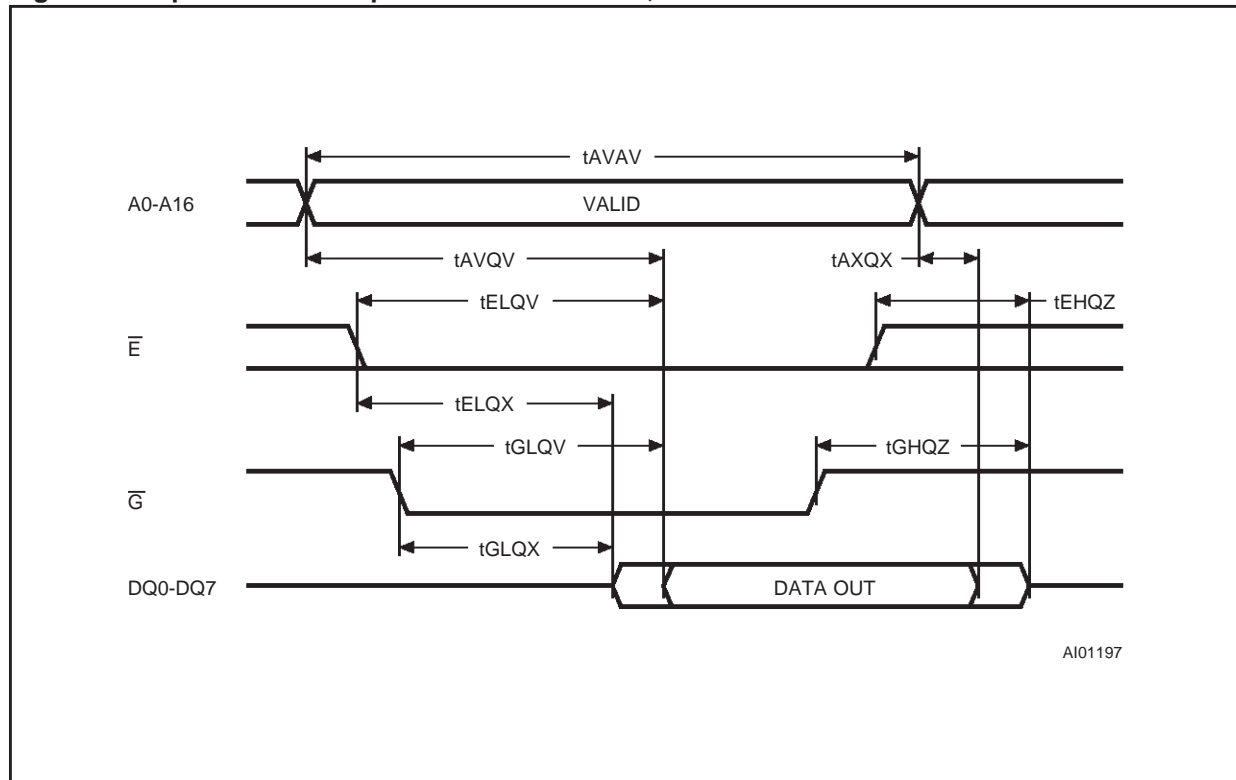 tAVAV
A0-A16
VALID
tAVQV
tAXQX
tELQV
tEHQZ
E
tELQX
tGLQV
tGHQZ
G
tGLQX
DQ0-DQ7
DATA OUT
AI01197